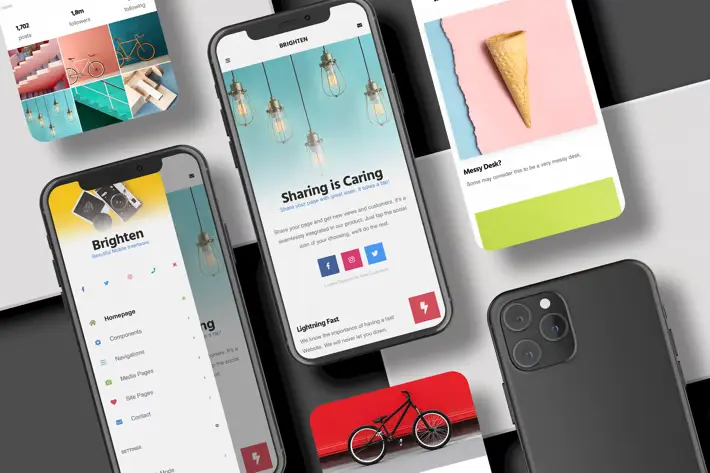 1,702
posts
1,8m
followers
following
BRIGHTEN
Sharing is Caring
Share your page with great ease. It takes a Tap!
Share your page and get new views and customers. It's a
seamlessly integrated in our product. Just tap the social
icon of your choosing, we'll do the rest.
Lightning Fast
We know the importance of having a fast
Website. We will never let you down,
Messy Desk?
Some may consider this to be a very messy desk.
Brighten
Beautiful Mobile Interfaces
Homepage
Components
Navigations
Media Pages
Site Pages
Contact
SETTINGS
ng